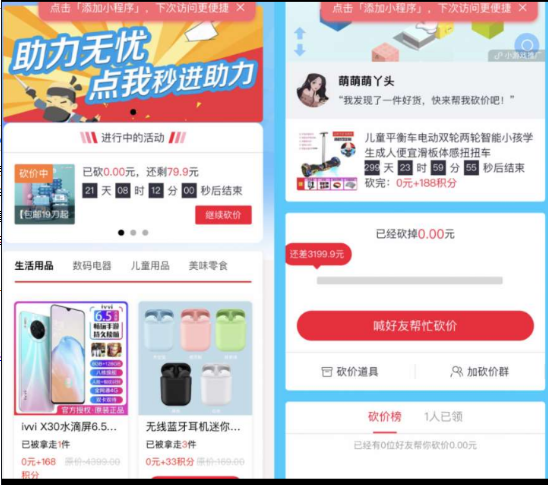 点击「添加小程序」，下次访问更便捷 ×
助力无忧
点我秒进助力
进行中的活动
砍价中
已砍0.00元，还剩79.9元
21 天 08 时 12 分 00 秒后结束
【包邮19刀起
继续砍价
生活用品 数码电器 儿童用品 美味零食
ivvi
6.5
官方授权·原装正品
ivvi X30水滴屏6.5...
已被拿走1件
0元+168
积分
原价:4399.00
无线蓝牙耳机迷你...
已被拿走3件
0元+33积分 原价:169.00
点击「添加小程序」，下次访问更便捷 ×
萌萌萌丫头
“我发现了一件好货，快来帮我砍价吧！”
儿童平衡车电动双轮两轮智能小孩学
生成人便宜滑板体感扭扭车
299 天 23 时 59 分 55 秒后结束
砍完：0元+188积分
已经砍掉0.00元
还差3199.9元
喊好友帮忙砍价
砍价道具
加砍价群
砍价榜 1人已领
已经有0位好友帮你砍价0.00元